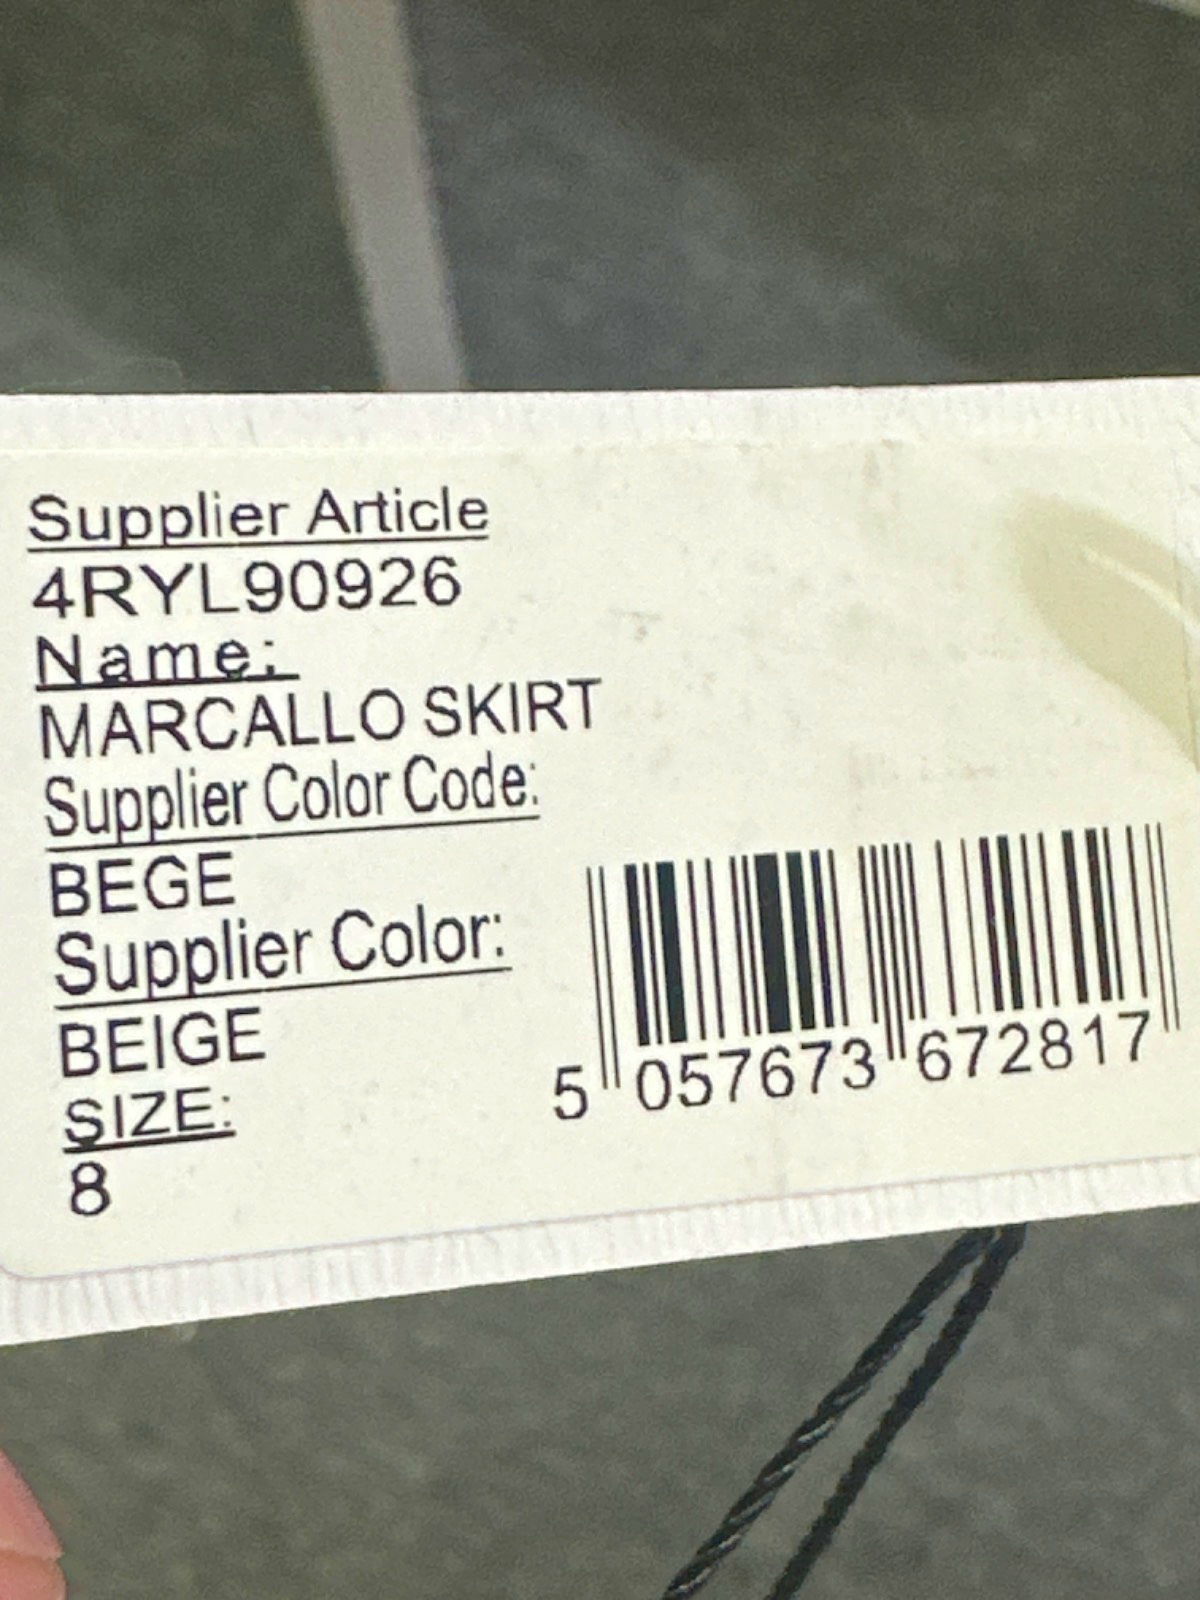 Supplier Article
4RYL90926
Name:
MARCALLO SKIRT
Supplier Color Code:
BEGE
Supplier Color:
BEIGE
SIZE:
8
5 057673 672817